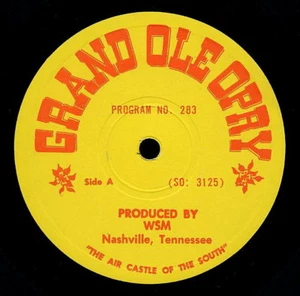 GRAND OLE OPRY
PROGRAM NO. 283
Side A (SO: 3125)
PRODUCED BY
WSM
Nashville, Tennessee
"THE AIR CASTLE OF THE SOUTH"